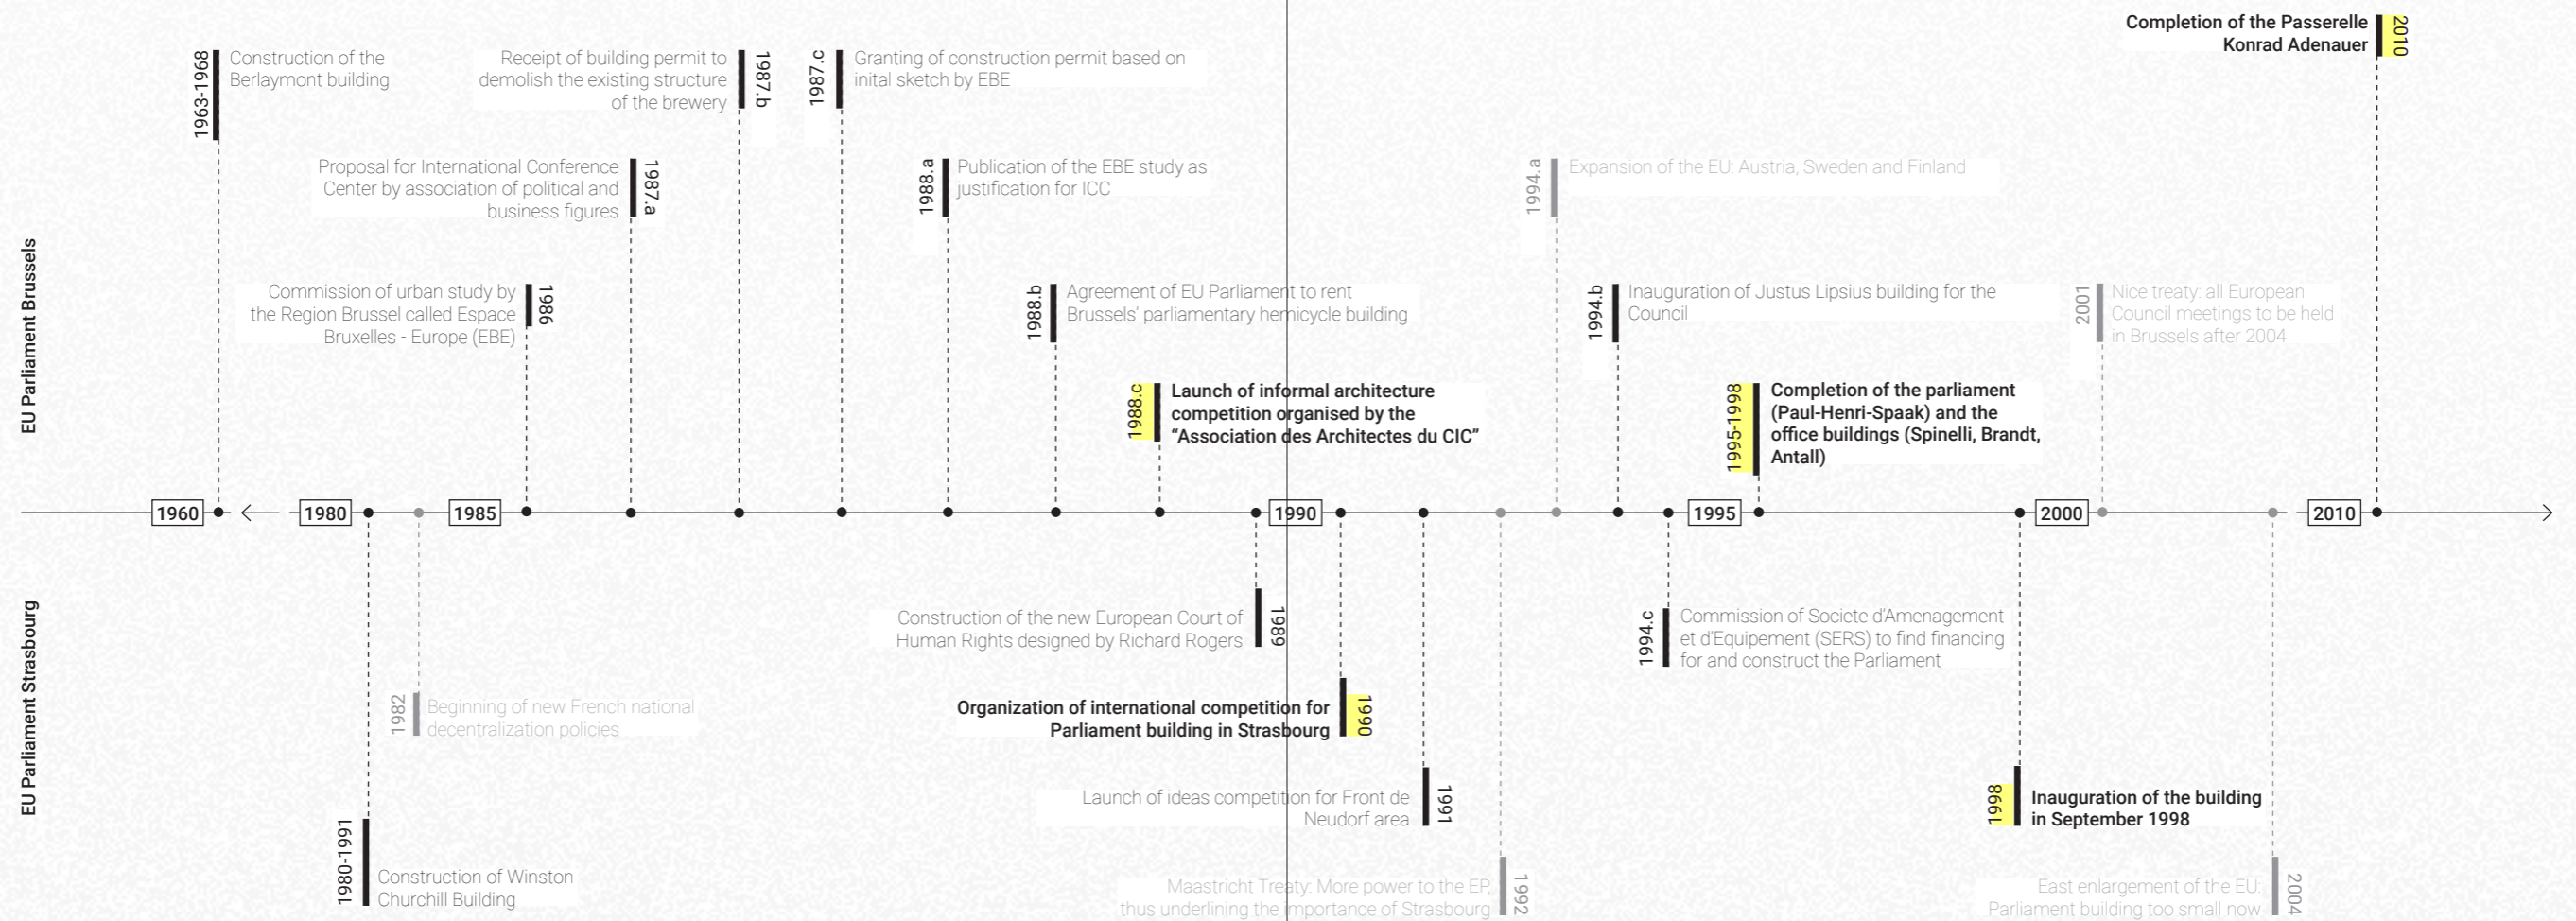 Completion of the Passerelle
Konrad Adenauer
2010
1963-1968
Construction of the
Berlaymont building
Receipt of building permit to
demolish the existing structure
of the brewery
1987.b
1987.c
Granting of construction permit based on
inital sketch by EBE
Proposal for International Conference
Center by association of political and
business figures
1987.a
1988.a
Publication of the EBE study as
justification for ICC
1994.a
Expansion of the EU: Austria, Sweden and Finland
EU Parliament Brussels
Commission of urban study by
the Region Brussel called Espace
Bruxelles - Europe (EBE)
1986
1988.b
Agreement of EU Parliament to rent
Brussels’ parliamentary hemicycle building
1994.b
Inauguration of Justus Lipsius building for the
Council
2001
Nice treaty: all European
Council meetings to be held
in Brussels after 2004
1988.c
Launch of informal architecture
competition organised by the
“Association des Architectes du CIC”
1995-1998
Completion of the parliament
(Paul-Henri-Spaak) and the
office buildings (Spinelli, Brandt,
Antall)
1960
1980
1985
1990
1995
2000
2010
EU Parliament Strasbourg
Construction of the new European Court of
Human Rights designed by Richard Rogers
1989
1994.c
Commission of Societe d’Amenagement
et d’Equipement (SERS) to find financing
for and construct the Parliament
1982
Beginning of new French national
decentralization policies
Organization of international competition for
Parliament building in Strasbourg
1990
Launch of ideas competition for Front de
Neudorf area
1991
1998
Inauguration of the building
in September 1998
1980-1991
Construction of Winston
Churchill Building
Maastricht Treaty: More power to the EP,
thus underlining the importance of Strasbourg
1992
East enlargement of the EU:
Parliament building too small now
2004